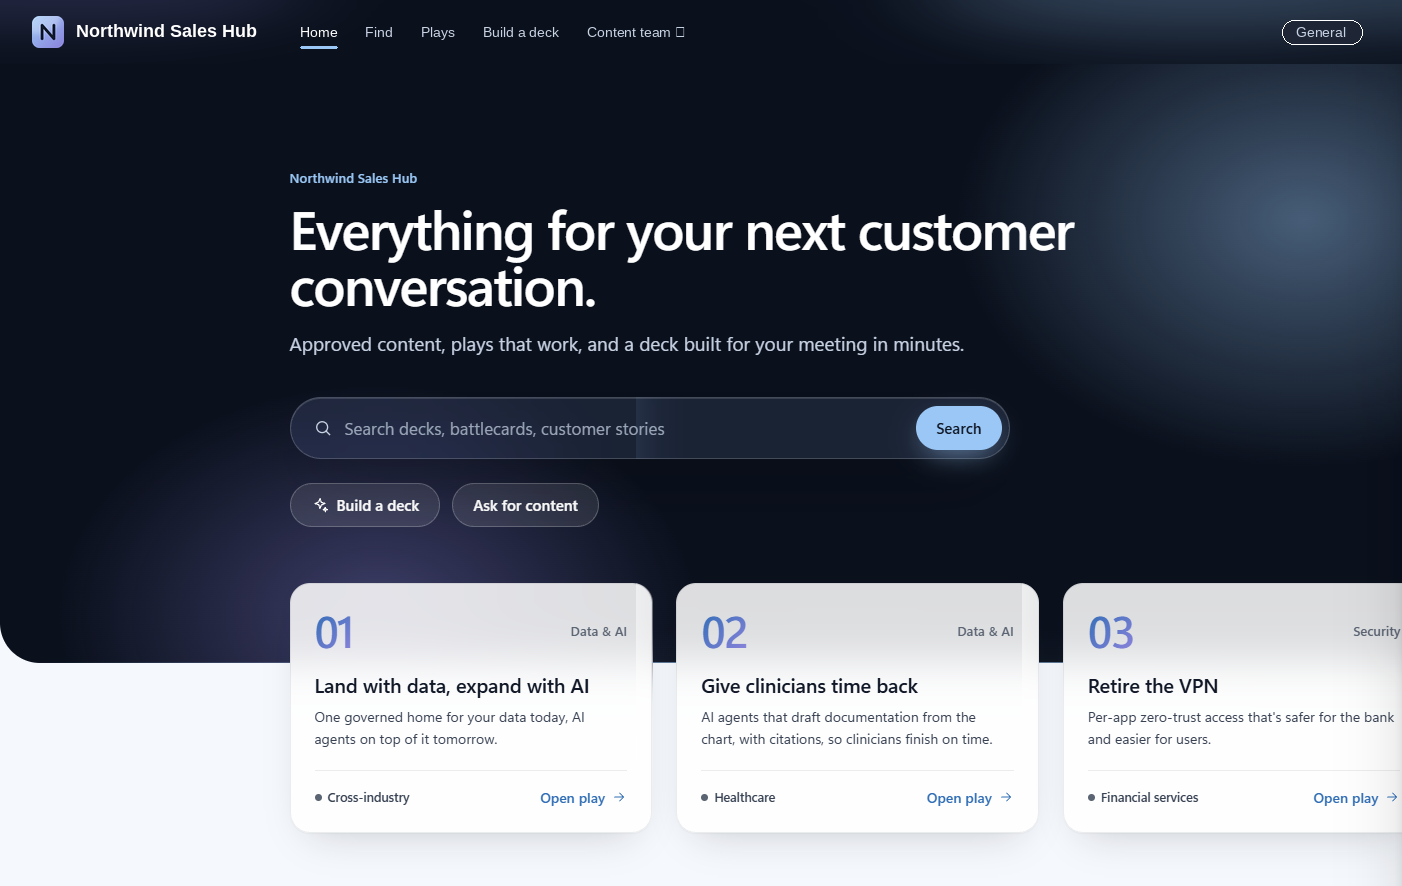 Northwind Sales Hub
Home
Find
Plays
Build a deck
Content team
General
Northwind Sales Hub
Everything for your next customer
conversation.
Approved content, plays that work, and a deck built for your meeting in minutes.
Search decks, battlecards, customer stories
Search
Build a deck
Ask for content
01
Data & AI
Land with data, expand with AI
One governed home for your data today, AI
agents on top of it tomorrow.
Cross-industry
Open play
02
Data & AI
Give clinicians time back
AI agents that draft documentation from the
chart, with citations, so clinicians finish on time.
Healthcare
Open play
03
Security
Retire the VPN
Per-app zero-trust access that's safer for the bank
and easier for users.
Financial services
Open play